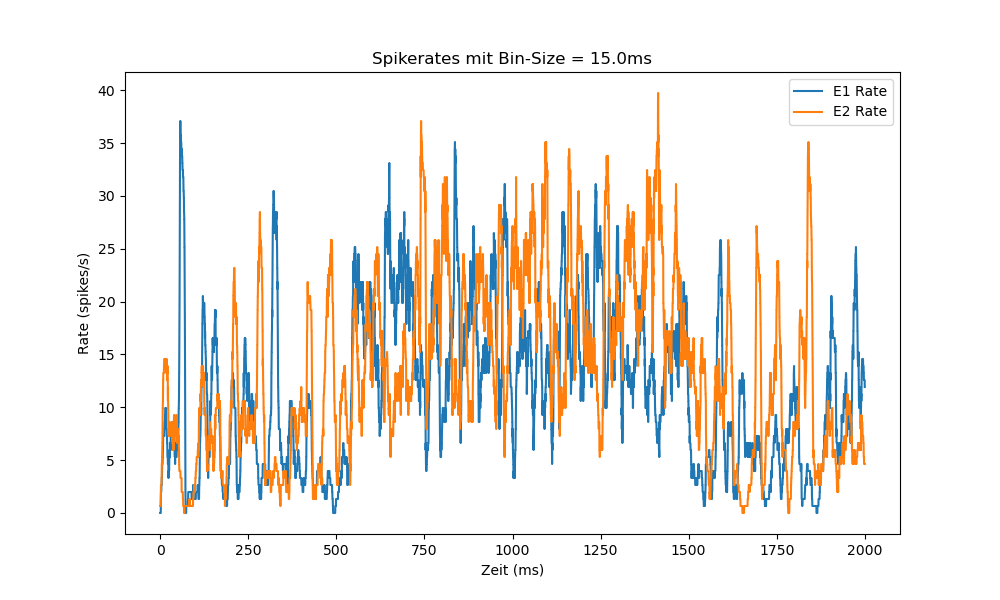 Spikerates mit Bin-Size = 15.0ms
E1 Rate
E2 Rate
40
35
30
25
20
15
10
5
0
Rate (spikes/s)
0 250 500 750 1000 1250 1500 1750 2000
Zeit (ms)